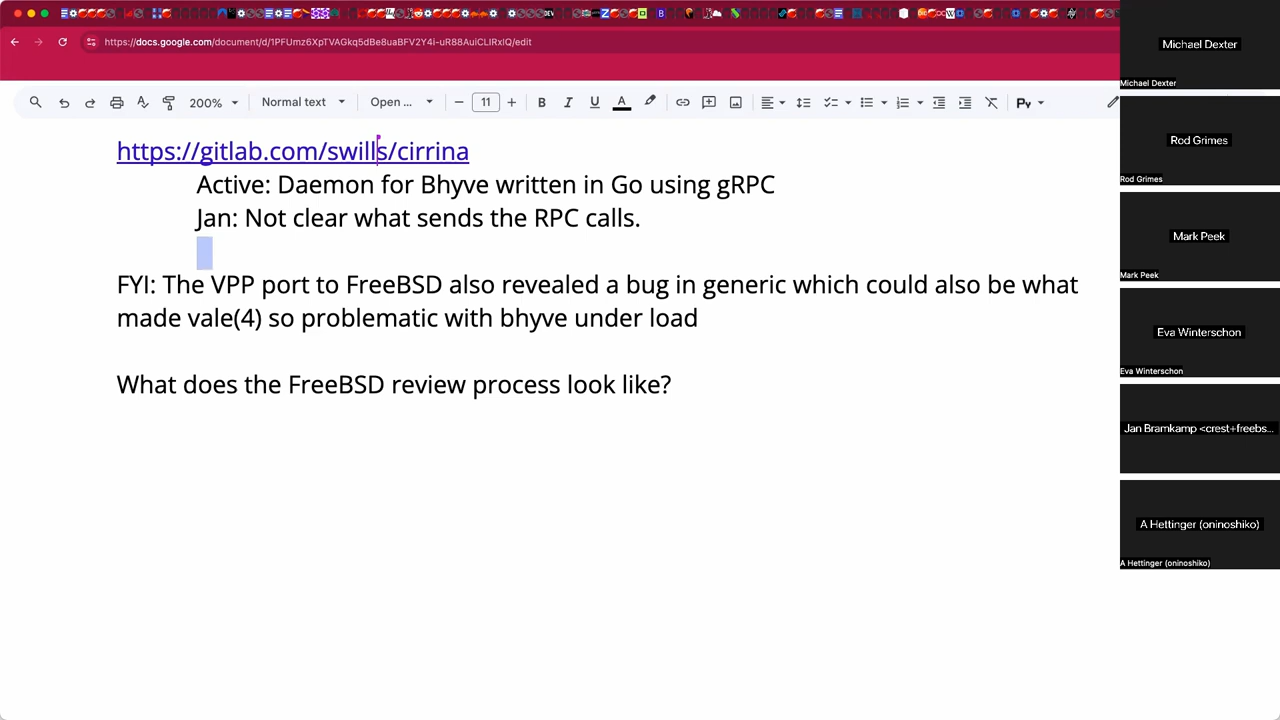 https://docs.google.com/document/d/1PFUmz6XpTVAGkq5dBe8uaBFV2Y4i-uR88AuiCLIRxlQ/edit
200%
Normal text
Open ...
11
B
I
U
A
https://gitlab.com/swills/cirrina
Active: Daemon for Bhyve written in Go using gRPC
Jan: Not clear what sends the RPC calls.
FYI: The VPP port to FreeBSD also revealed a bug in generic which could also be what
made vale(4) so problematic with bhyve under load
What does the FreeBSD review process look like?
Michael Dexter
Michael Dexter
Rod Grimes
Rod Grimes
Mark Peek
Mark Peek
Eva Winterschon
Eva Winterschon
Jan Bramkamp <crest+freebs...
A Hettinger (oninoshiko)
A Hettinger (oninoshiko)